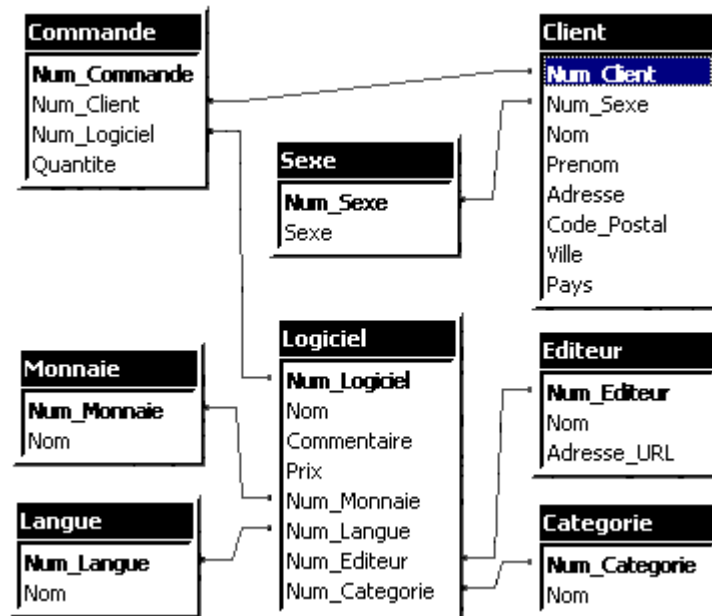 Commande
Num_Commande
Num_Client
Num_Logiciel
Quantite
Client
Num_Client
Num_Sexe
Nom
Prenom
Adresse
Code_Postal
Ville
Pays
Sexe
Num_Sexe
Sexe
Monnaie
Num_Monnaie
Nom
Logiciel
Num_Logiciel
Nom
Commentaire
Prix
Num_Monnaie
Num_Langue
Num_Editeur
Num_Categorie
Editeur
Num_Editeur
Nom
Adresse_URL
Langue
Num_Langue
Nom
Categorie
Num_Categorie
Nom